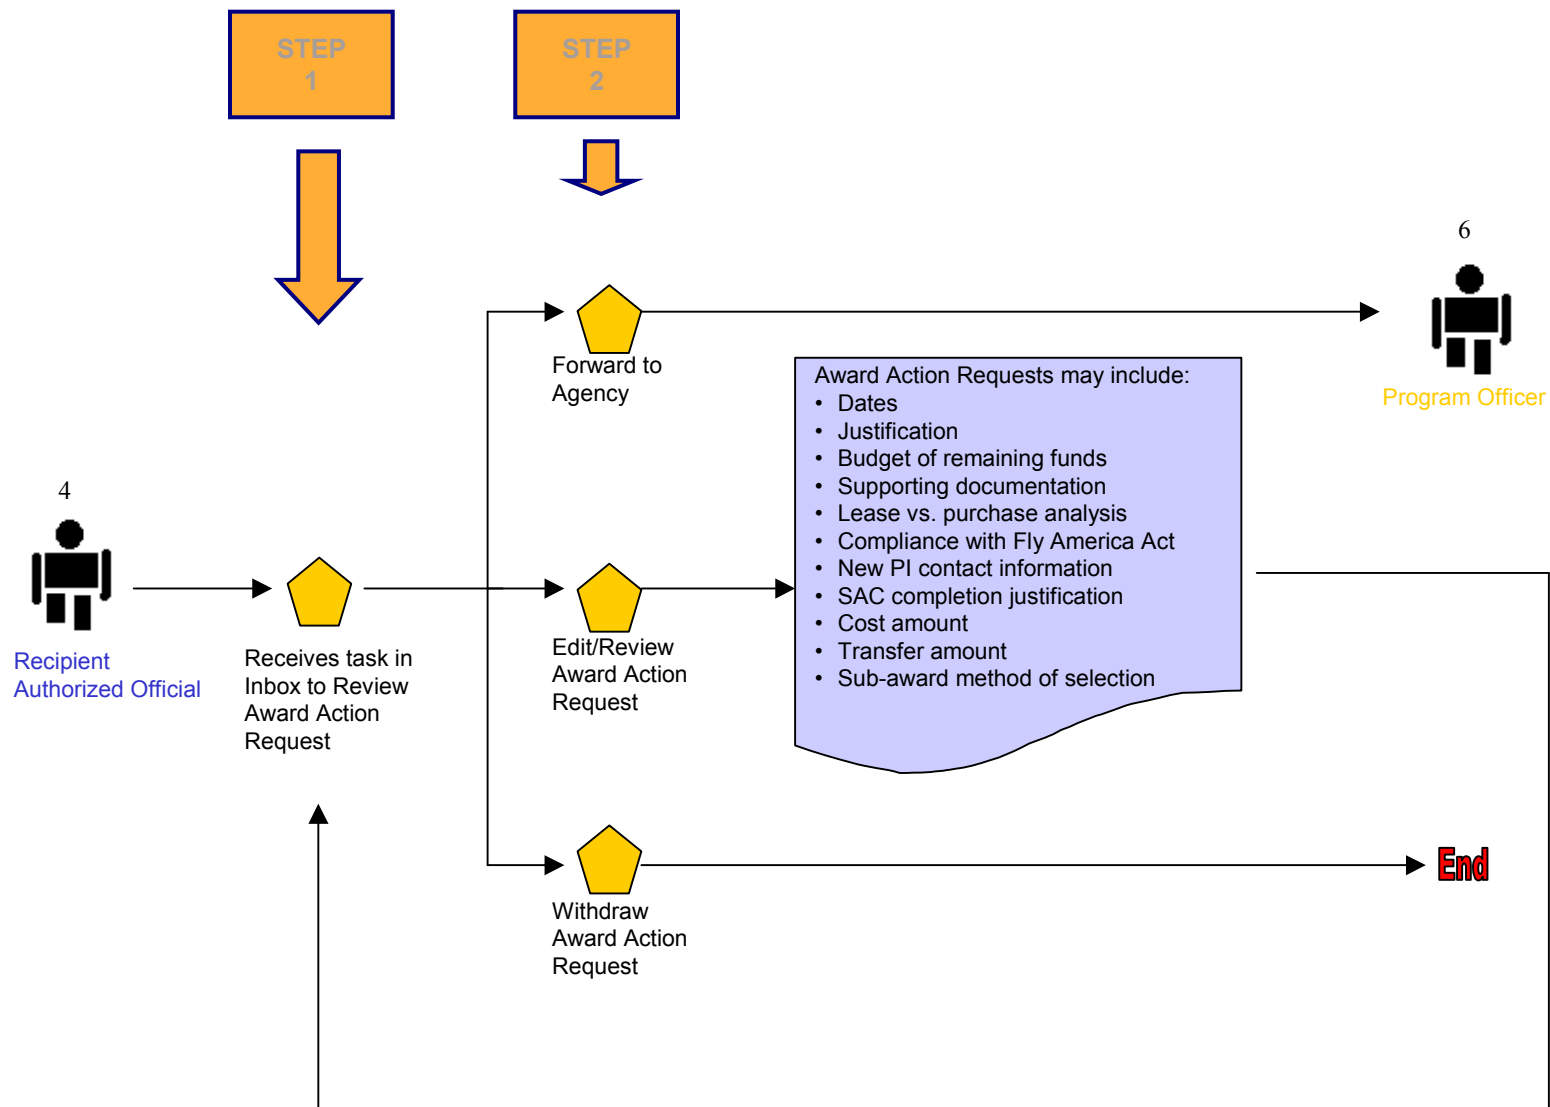 STEP
1
STEP
2
6
Program Officer
Forward to
Agency
Award Action Requests may include:
• Dates
• Justification
• Budget of remaining funds
• Supporting documentation
• Lease vs. purchase analysis
• Compliance with Fly America Act
• New PI contact information
• SAC completion justification
• Cost amount
• Transfer amount
• Sub-award method of selection
4
Recipient
Authorized Official
Receives task in
Inbox to Review
Award Action
Request
Edit/Review
Award Action
Request
Withdraw
Award Action
Request
End